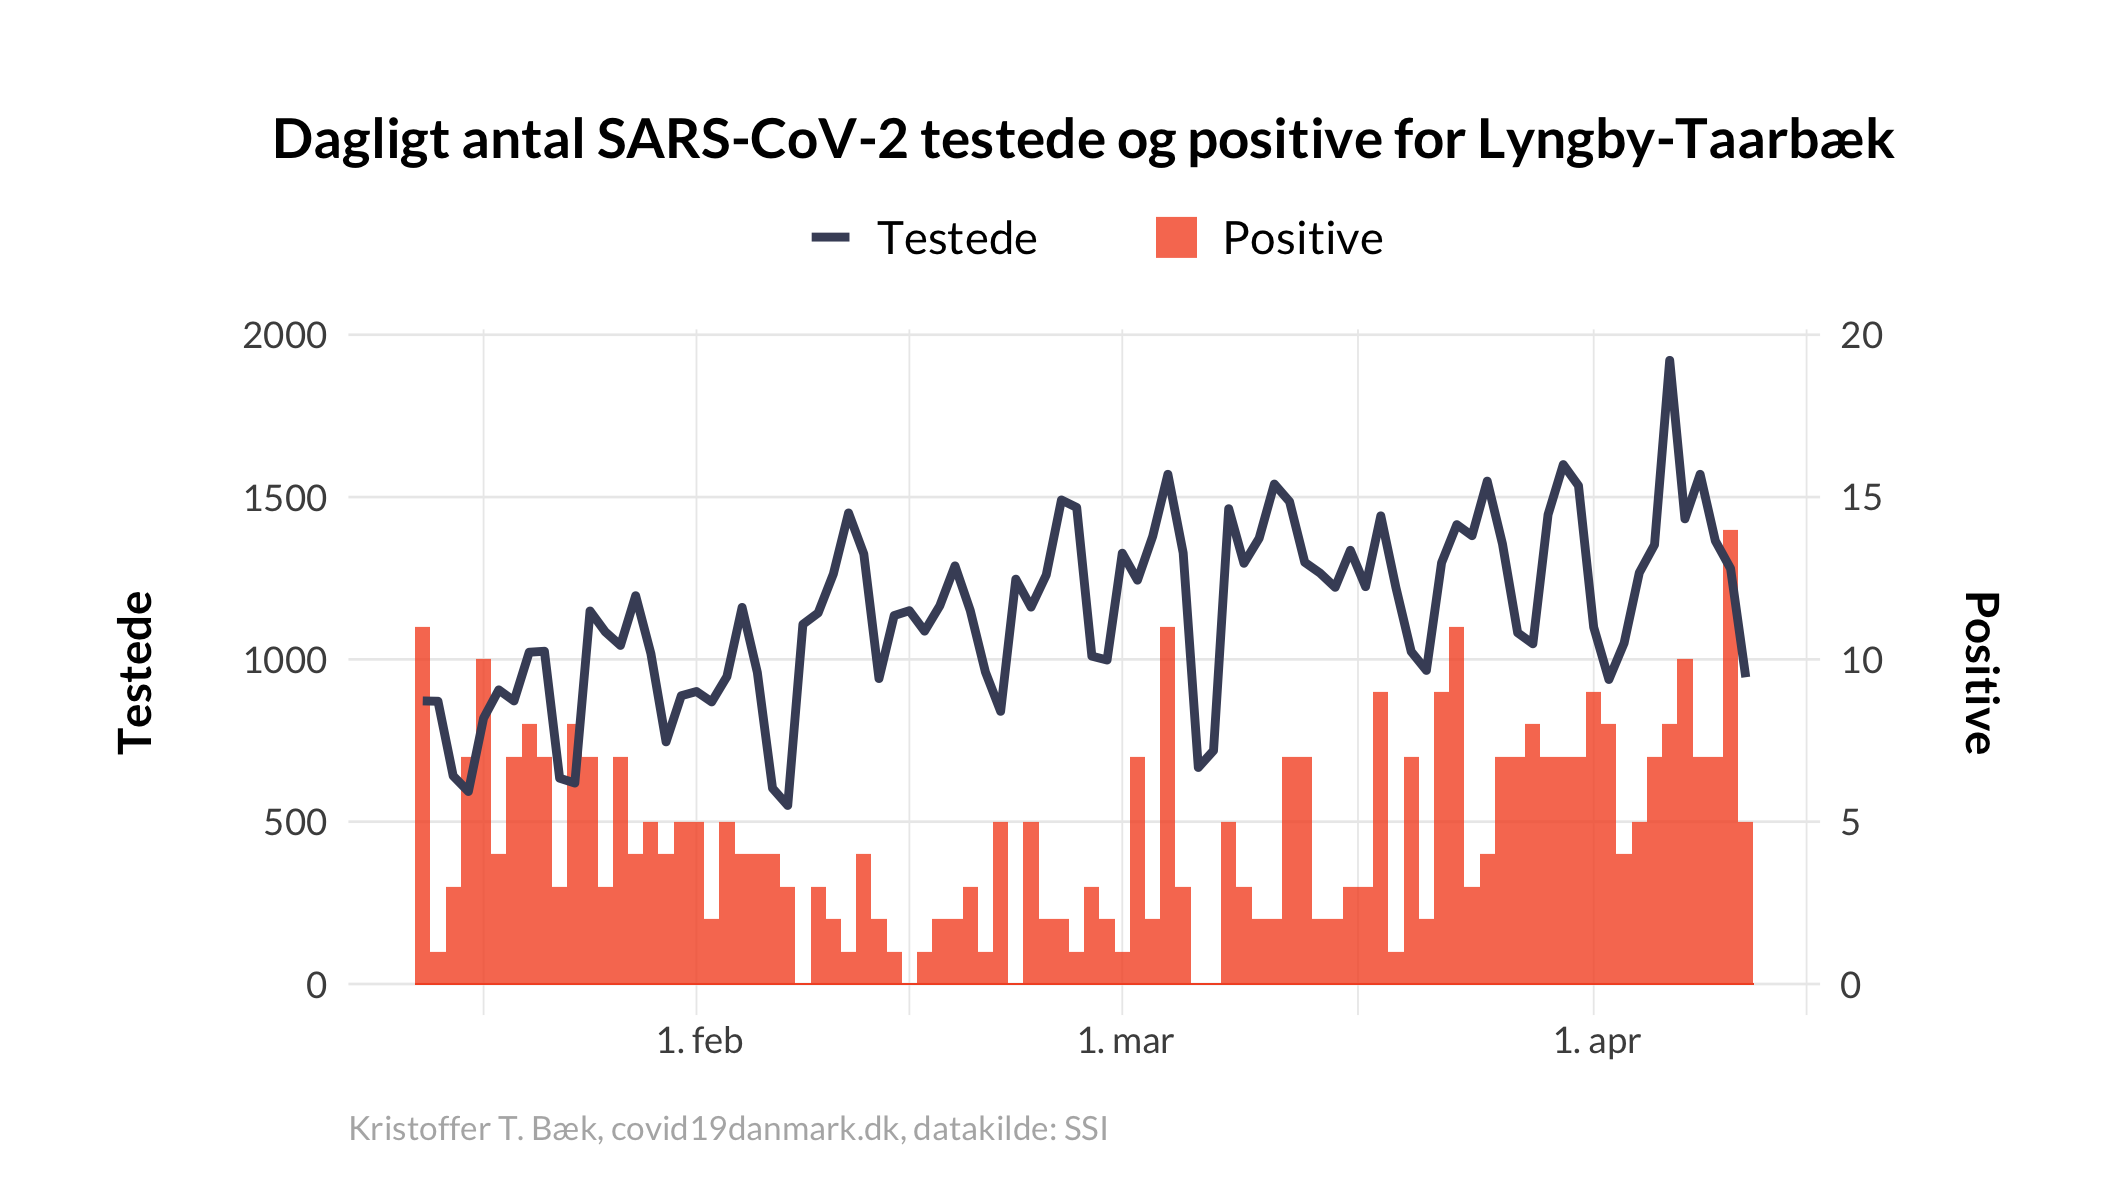 Dagligt antal SARS-CoV-2 testede og positive for Lyngby-Taarbæk
Testede Positive
2000 20
1500 15
1000 10
500 5
0 0
Testede
Positive
1. feb 1. mar 1. apr
Kristoffer T. Bæk, covid19danmark.dk, datakilde: SSI